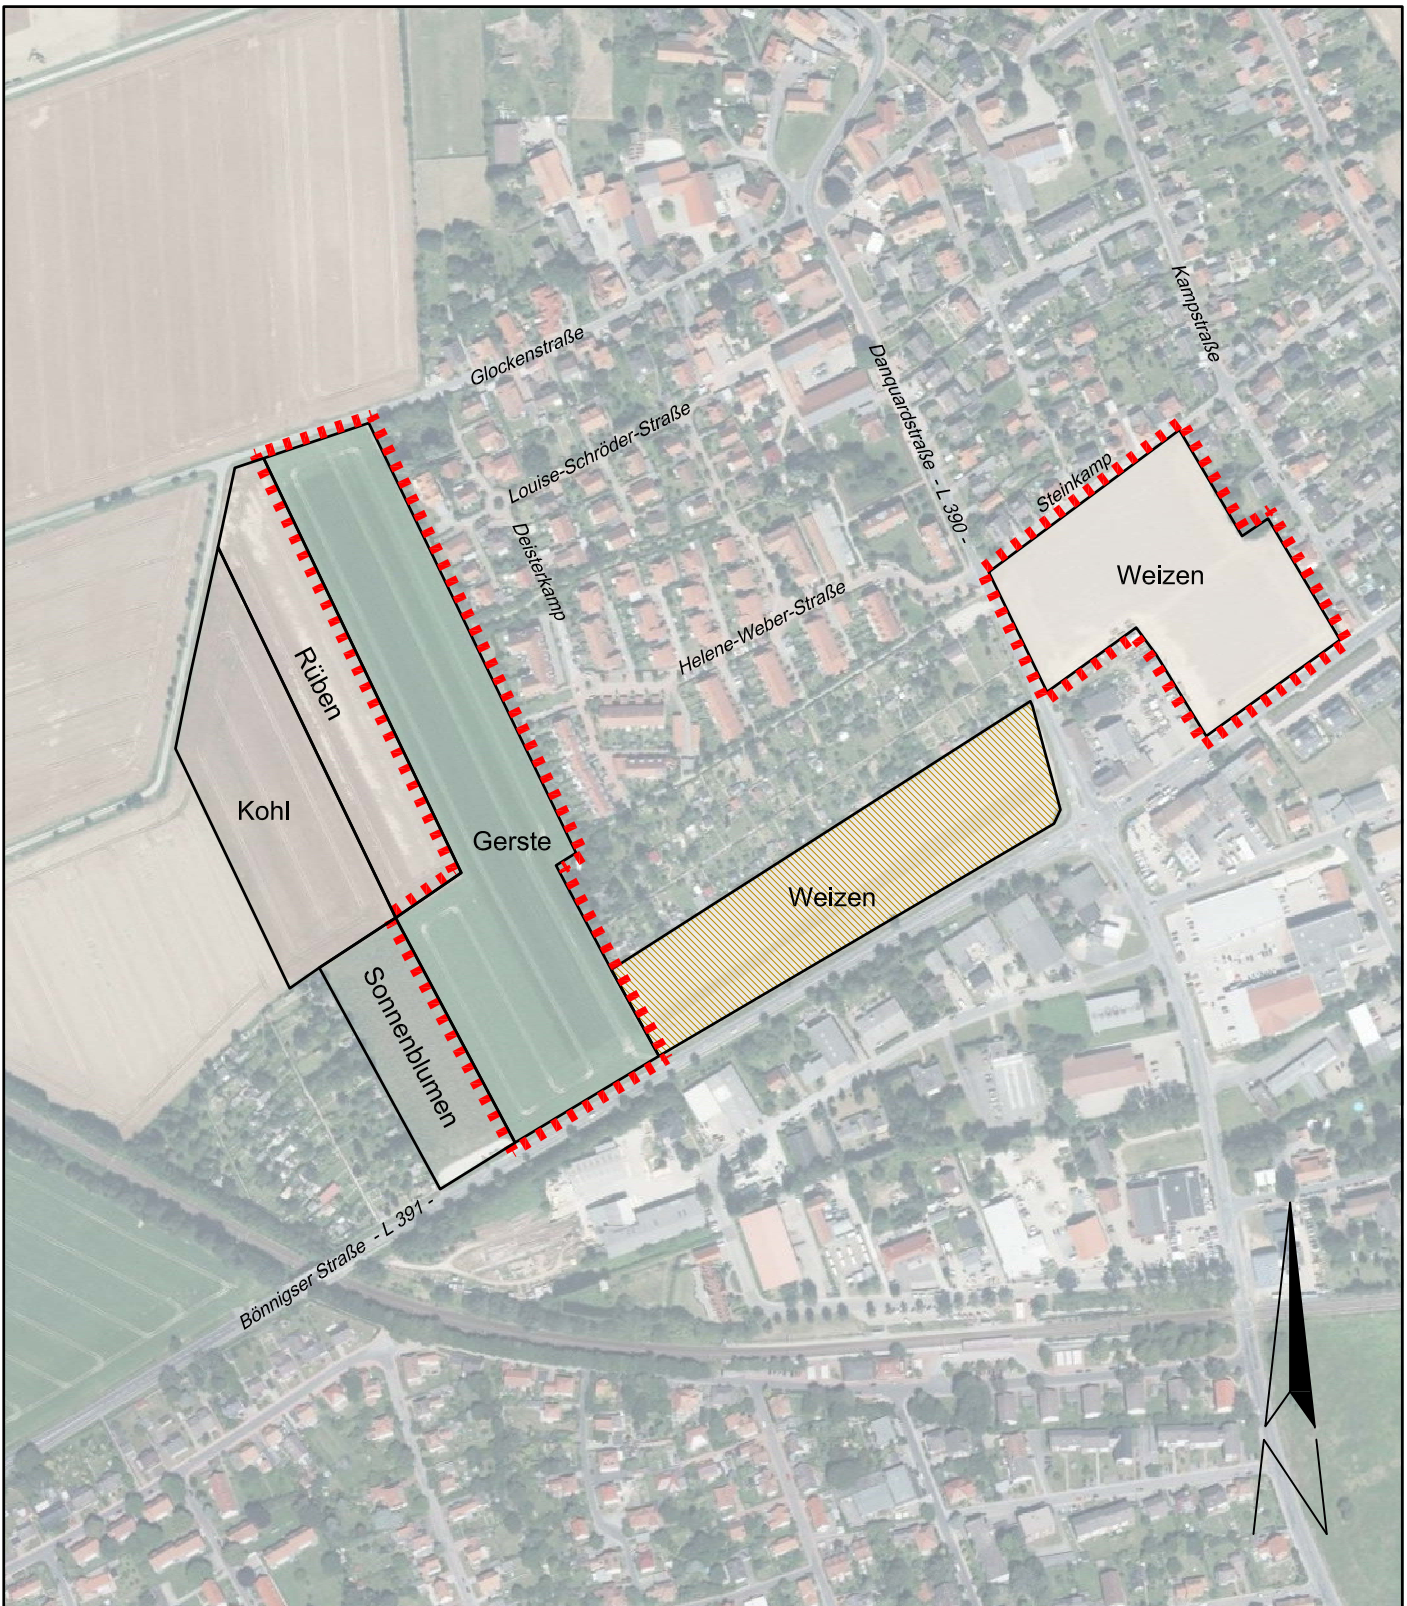 Kampstraße
Glockenstraße
Danquardstraße - L 390 -
Louise-Schröder-Straße
Steinkamp
Deisterkamp
Weizen
Helene-Weber-Straße
Rüben
Kohl
Gerste
Weizen
Sonnenblumen
Bönnigser Straße - L 391 -
N